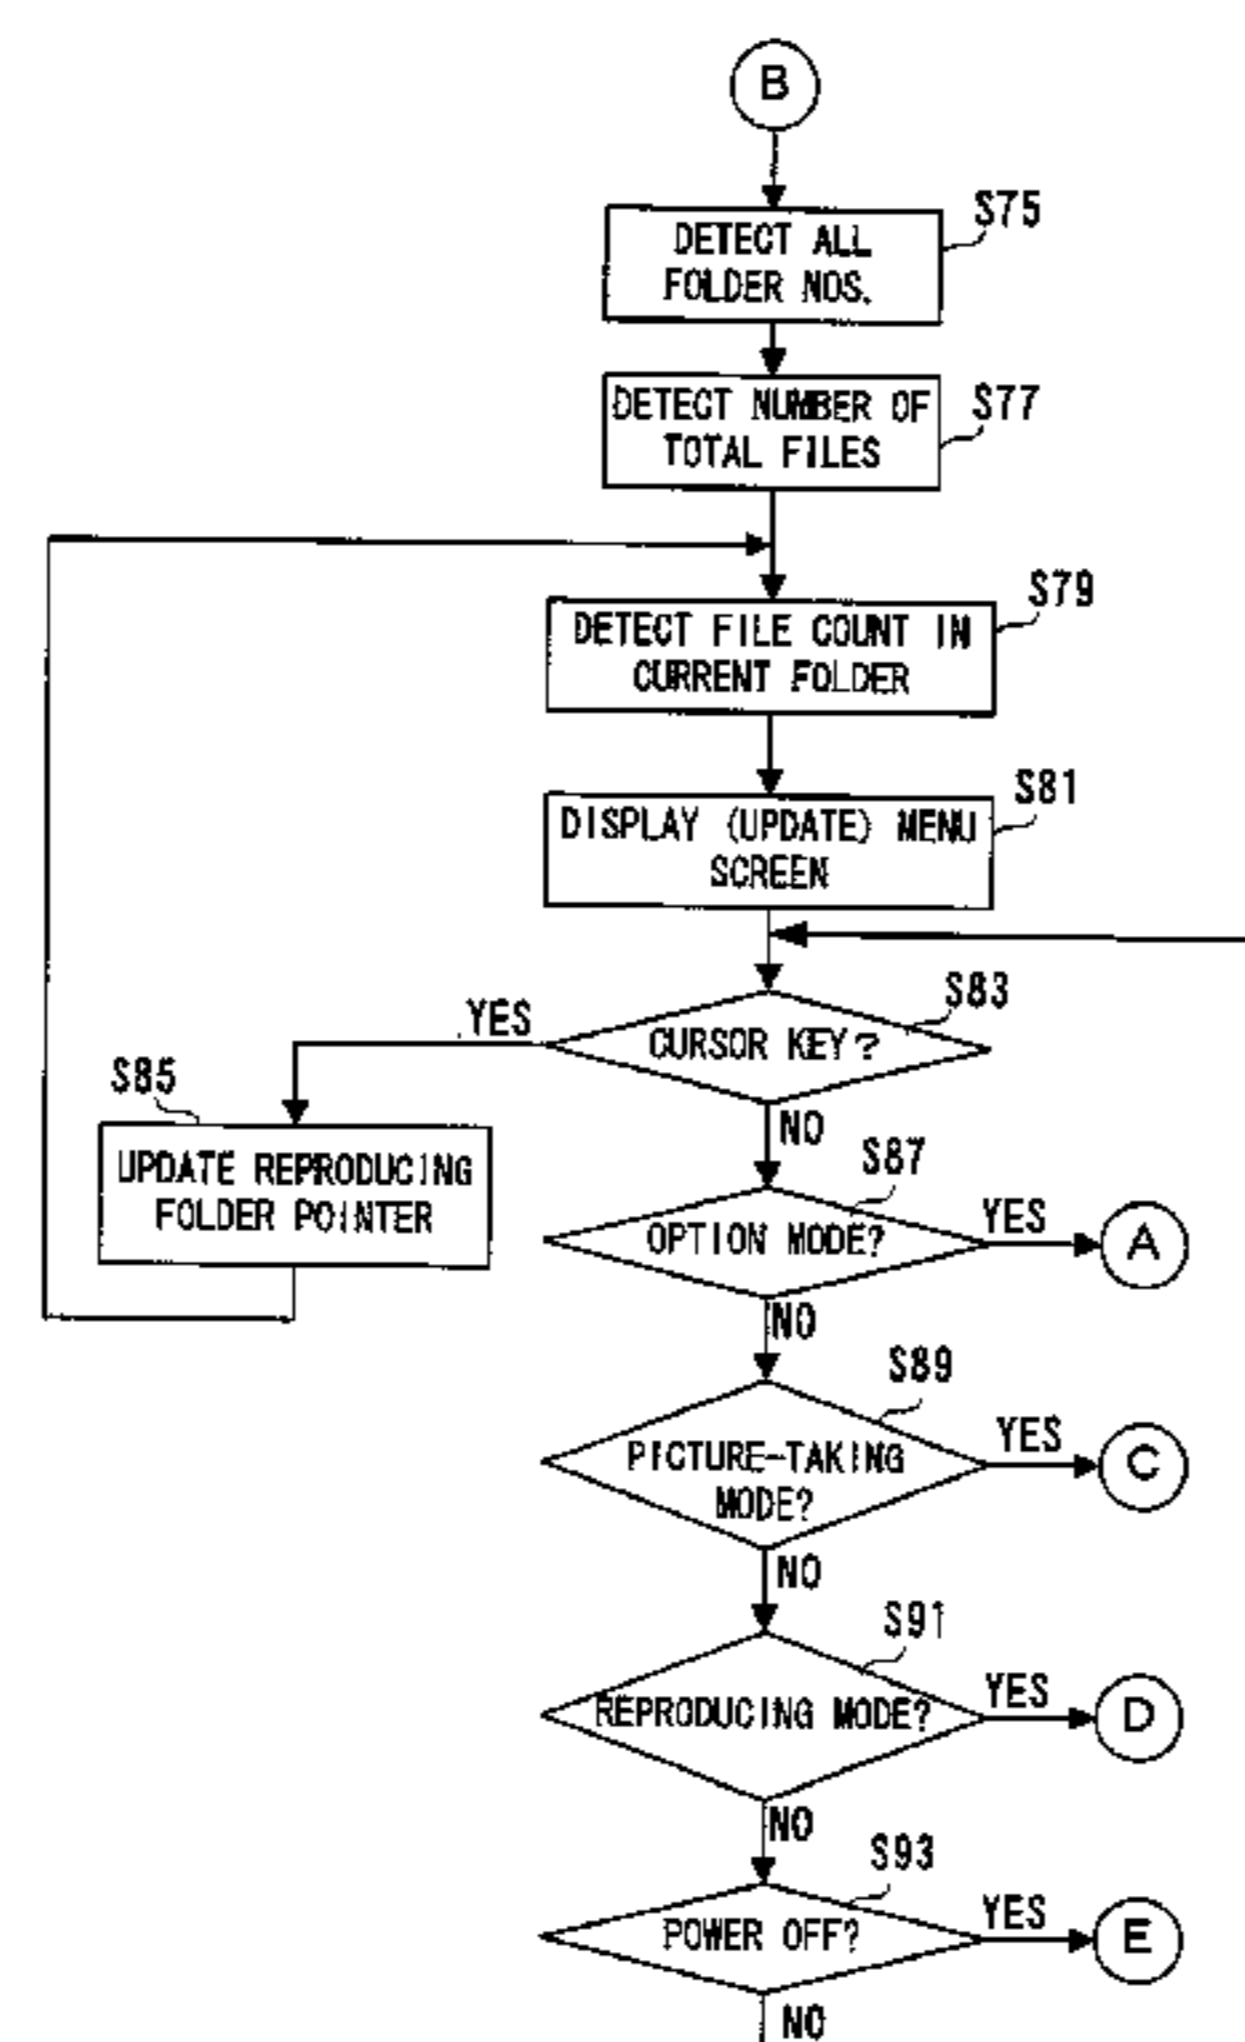 B
S75
DETECT ALL
FOLDER NOS.
S77
DETECT NUMBER OF
TOTAL FILES
S79
DETECT FILE COUNT IN
CURRENT FOLDER
S81
DISPLAY (UPDATE) MENU
SCREEN
S83
YES
CURSOR KEY?
S85
NO
UPDATE REPRODUCING
FOLDER POINTER
S87
YES
OPTION MODE?
A
NO
S89
YES
PICTURE-TAKING
MODE?
C
NO
S91
YES
REPRODUCING MODE?
D
NO
S93
YES
POWER OFF?
E
NO